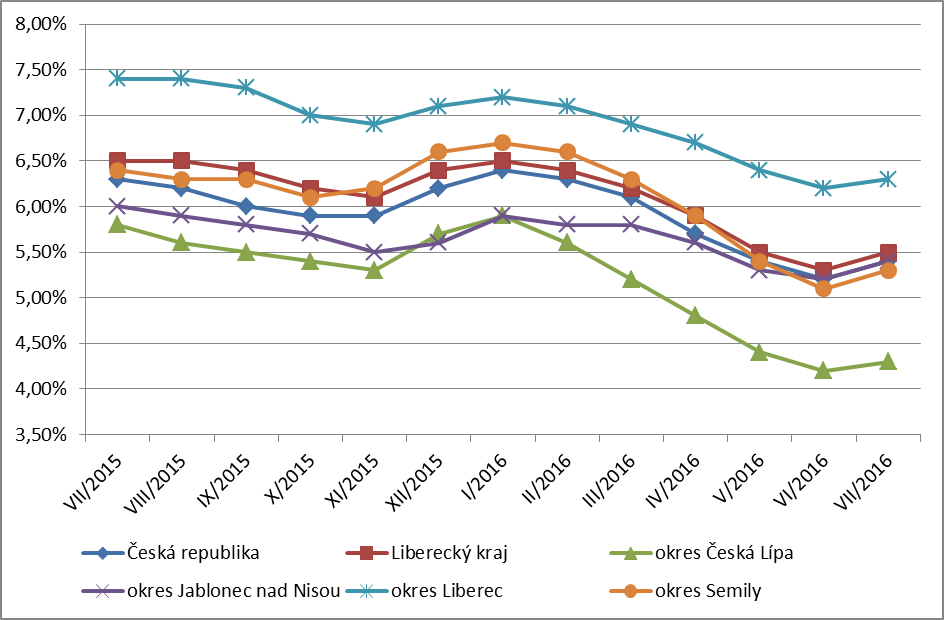 8,00%
7,50%
7,00%
6,50%
6,00%
5,50%
5,00%
4,50%
4,00%
3,50%
VII/2015
VIII/2015
IX/2015
X/2015
XI/2015
XII/2015
I/2016
II/2016
III/2016
IV/2016
V/2016
VI/2016
VII/2016
Česká republika
Liberecký kraj
okres Česká Lípa
okres Jablonec nad Nisou
okres Liberec
okres Semily